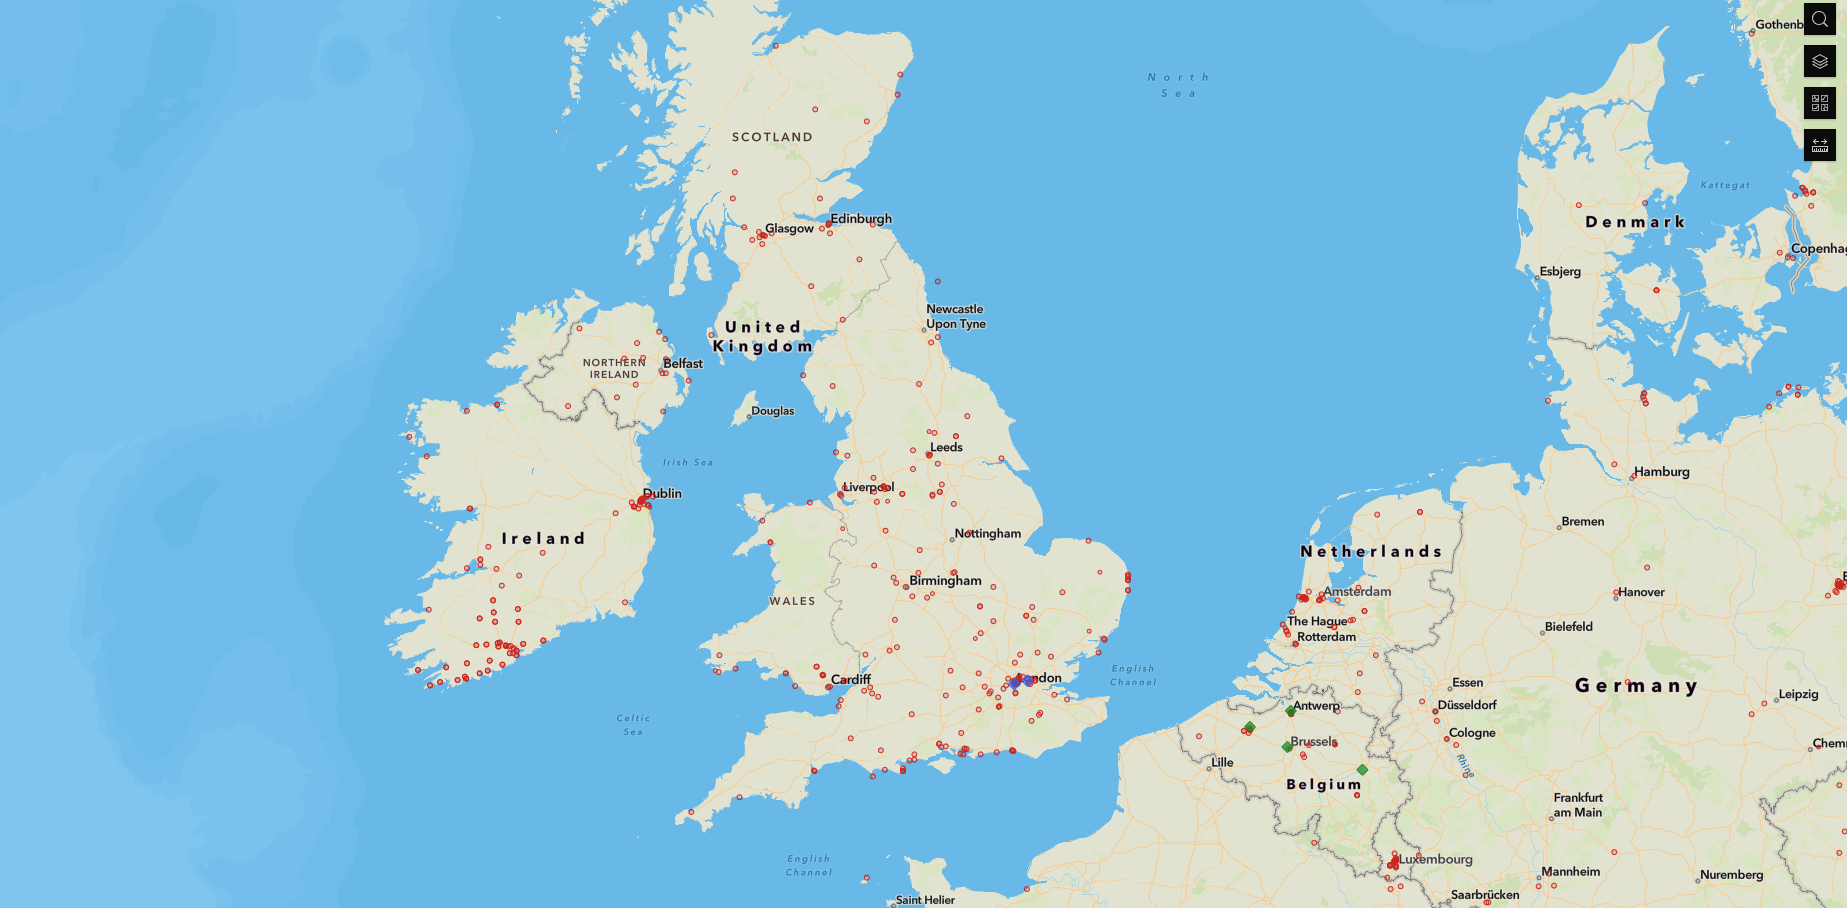 Gothenb
North
Sea
SCOTLAND
Kattegat
Edinburgh
Glasgow
Denmark
Copenha
Esbjerg
Newcastle
Upon Tyne
United
Kingdom
NORTHERN
IRELAND
Belfast
Douglas
Leeds
Irish Sea
Hamburg
Liverpool
Dublin
Bremen
Nottingham
Ireland
Netherlands
Birmingham
Amsterdam
Hanover
WALES
The Hague
Bielefeld
Rotterdam
English
Channel
Cardiff
ndon
Essen
Germany
Leipzig
Antwerp
Düsseldorf
Celtic
Sea
Cologne
Brussels
Chem
Lille
Rhine
Belgium
Frankfurt
am Main
English
Channel
Luxembourg
Mannheim
Nuremberg
Saarbrücken
Saint Helier